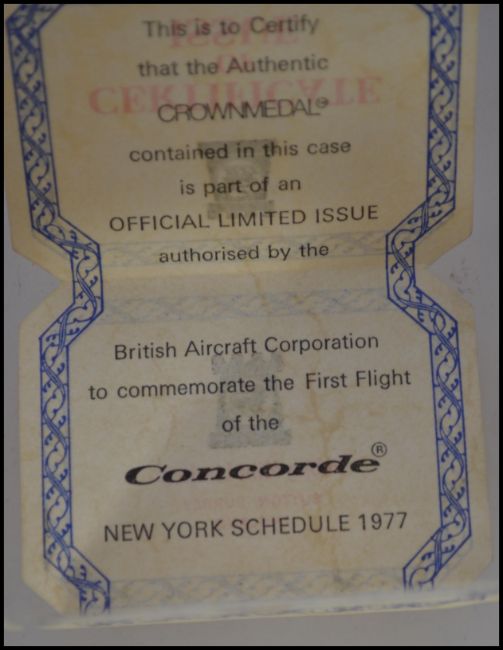 This is to Certify
that the Authentic
CROWNMEDAL®
contained in this case
is part of an
OFFICIAL LIMITED ISSUE
authorised by the
British Aircraft Corporation
to commemorate the First Flight
of the
Concorde®
NEW YORK SCHEDULE 1977